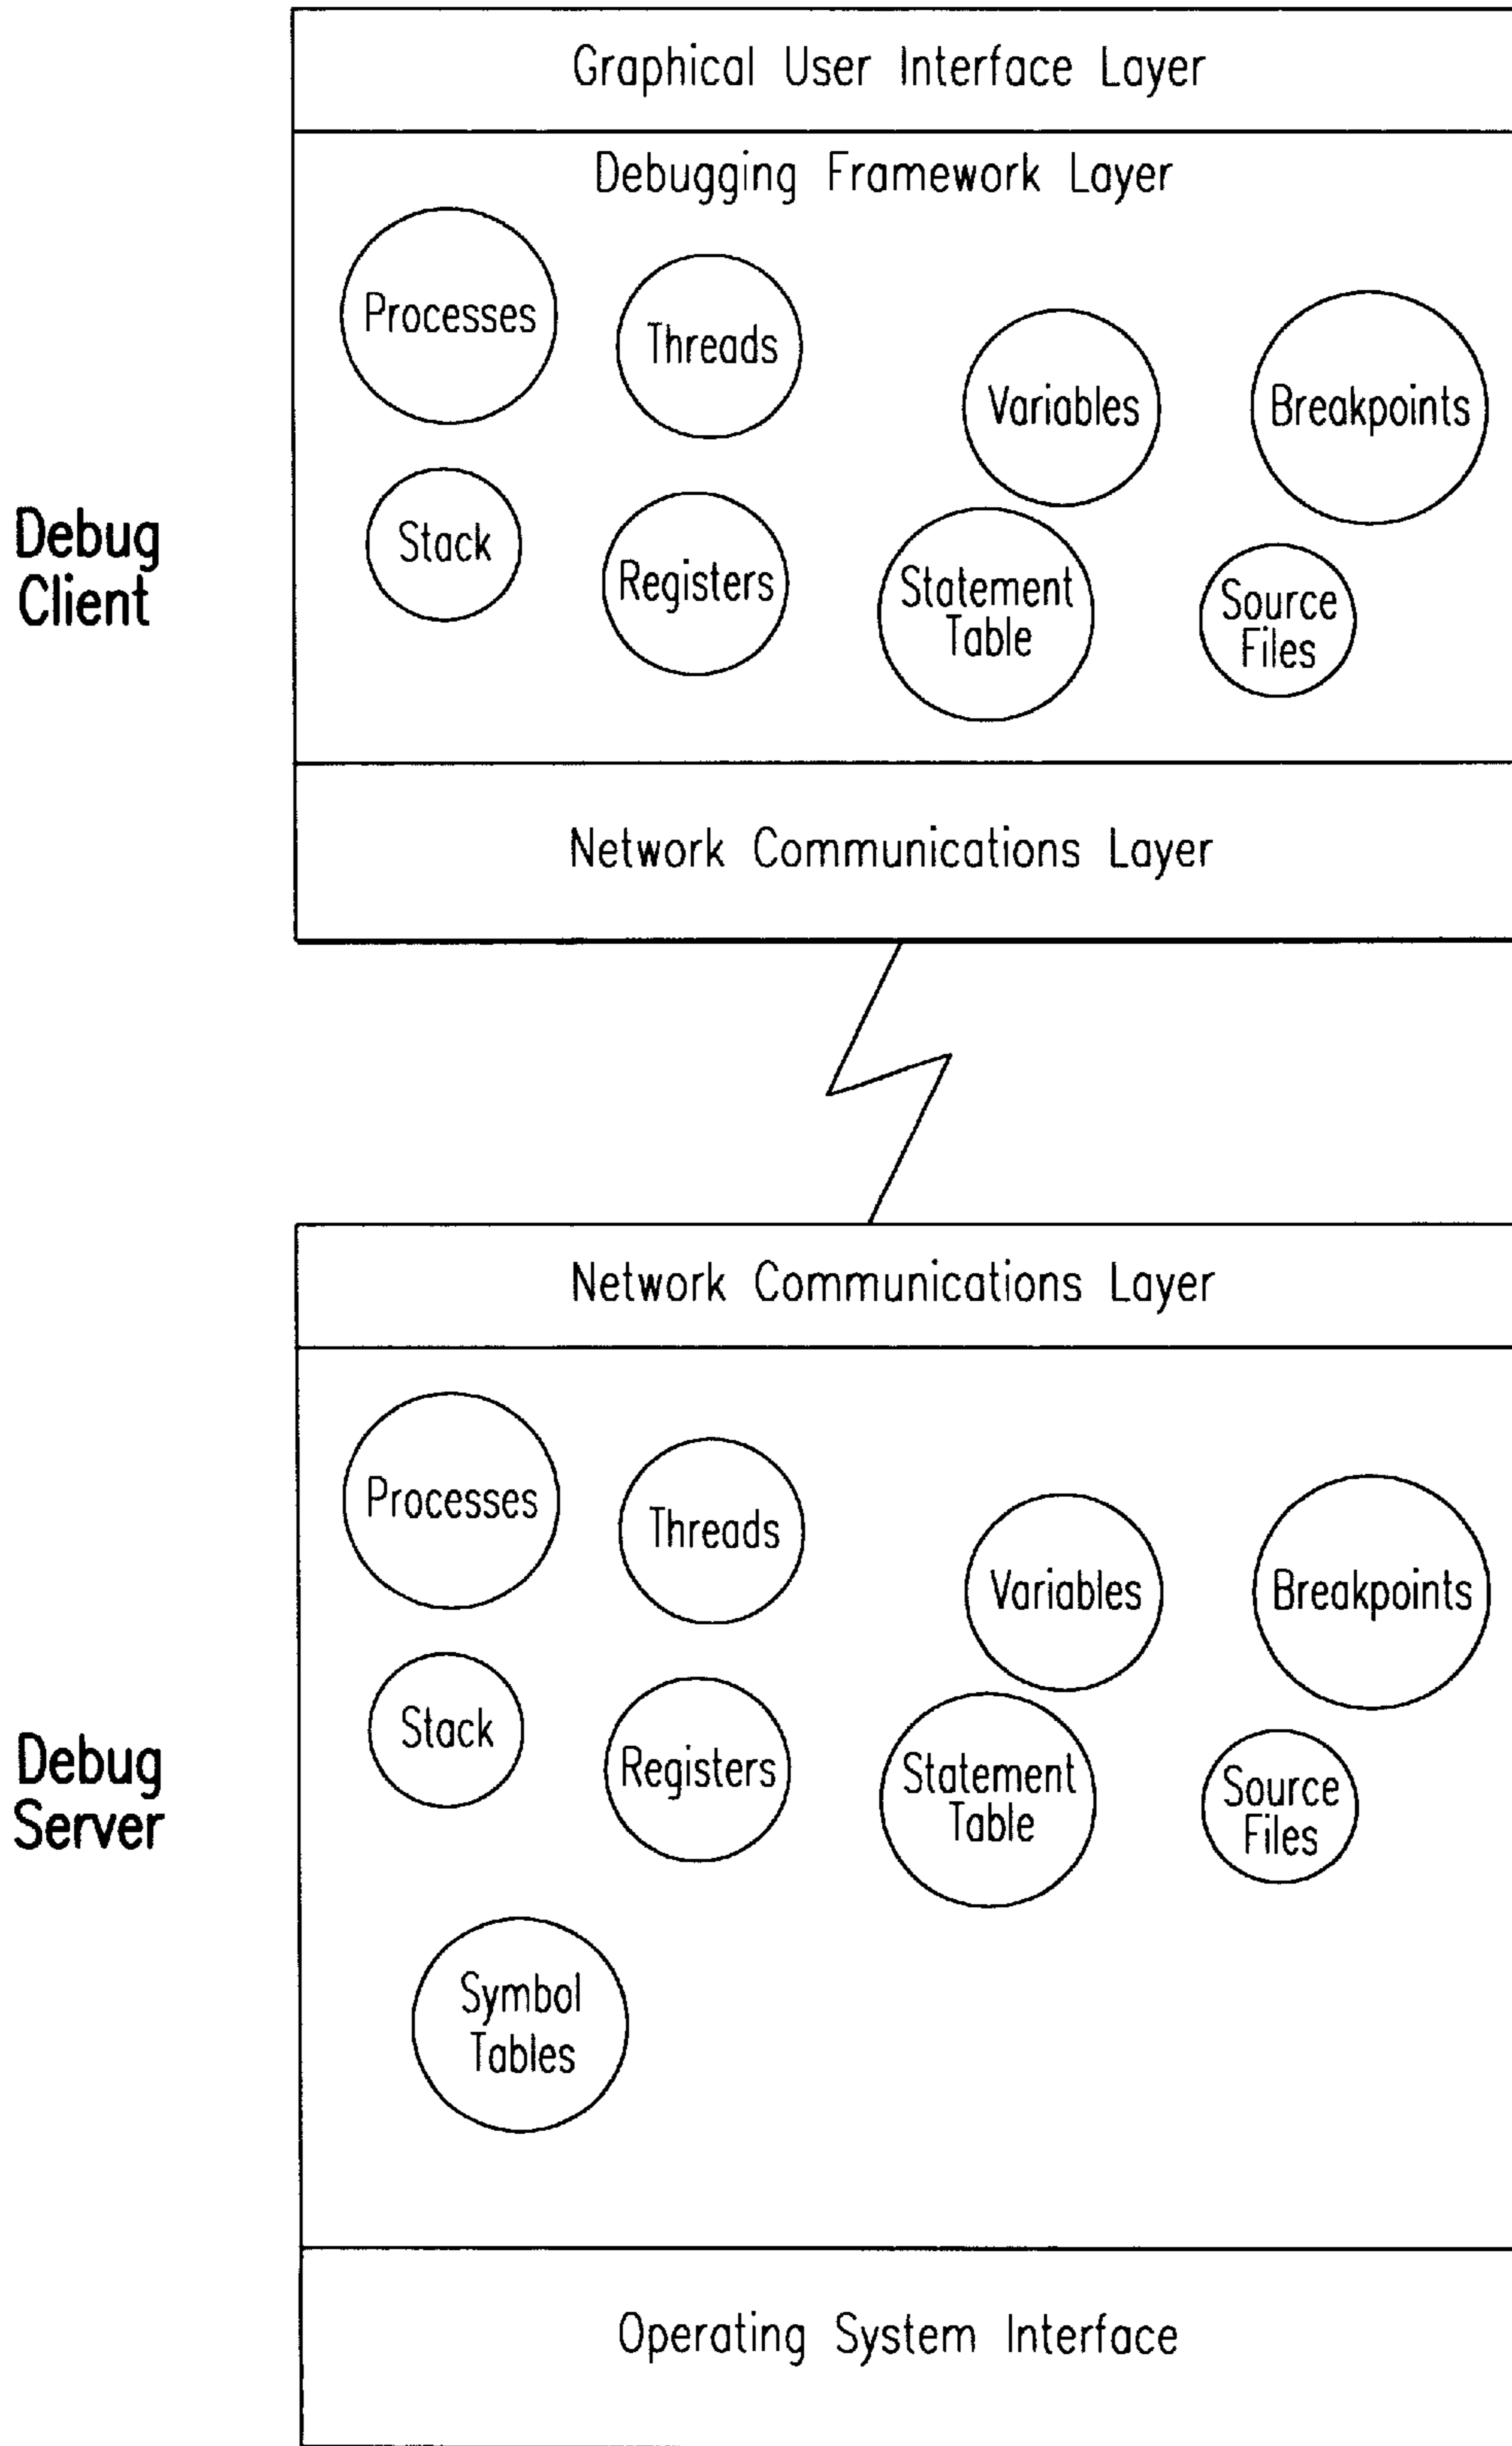 Graphical User Interface Layer
Debugging Framework Layer
Processes
Threads
Variables
Breakpoints
Stack
Registers
Statement
Table
Source
Files
Debug
Client
Network Communications Layer
Network Communications Layer
Processes
Threads
Variables
Breakpoints
Stack
Registers
Statement
Table
Source
Files
Debug
Server
Symbol
Tables
Operating System Interface